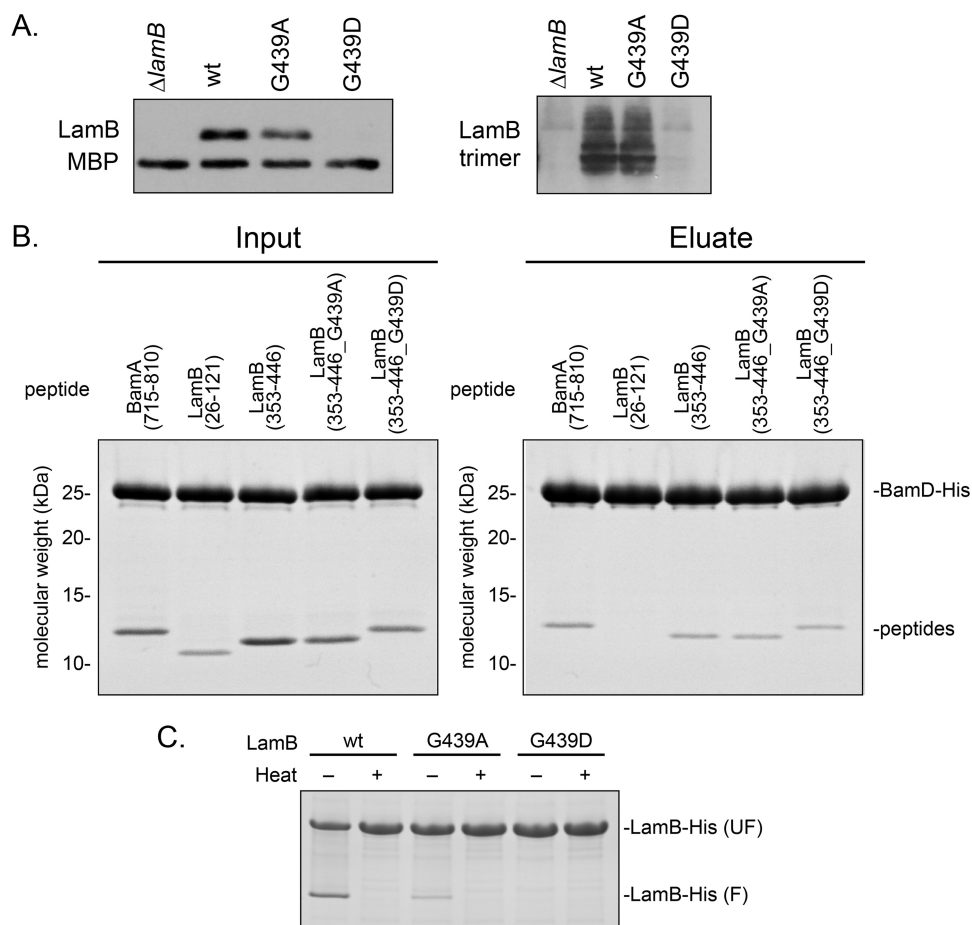 A.
ΔlamB
wt
G439A
G439D
LamB
MBP
ΔlamB
wt
G439A
G439D
LamB
trimer
B.
Input
peptide
BamA
(715-810)
LamB
(26-121)
LamB
(353-446)
LamB
(353-446_G439A)
LamB
(353-446_G439D)
molecular weight (kDa)
25-
20-
15-
10-
Eluate
peptide
BamA
(715-810)
LamB
(26-121)
LamB
(353-446)
LamB
(353-446_G439A)
LamB
(353-446_G439D)
molecular weight (kDa)
25-
20-
15-
10-
-BamD-His
-peptides
C.
LamB wt G439A G439D
Heat – + – + – +
-LamB-His (UF)
-LamB-His (F)